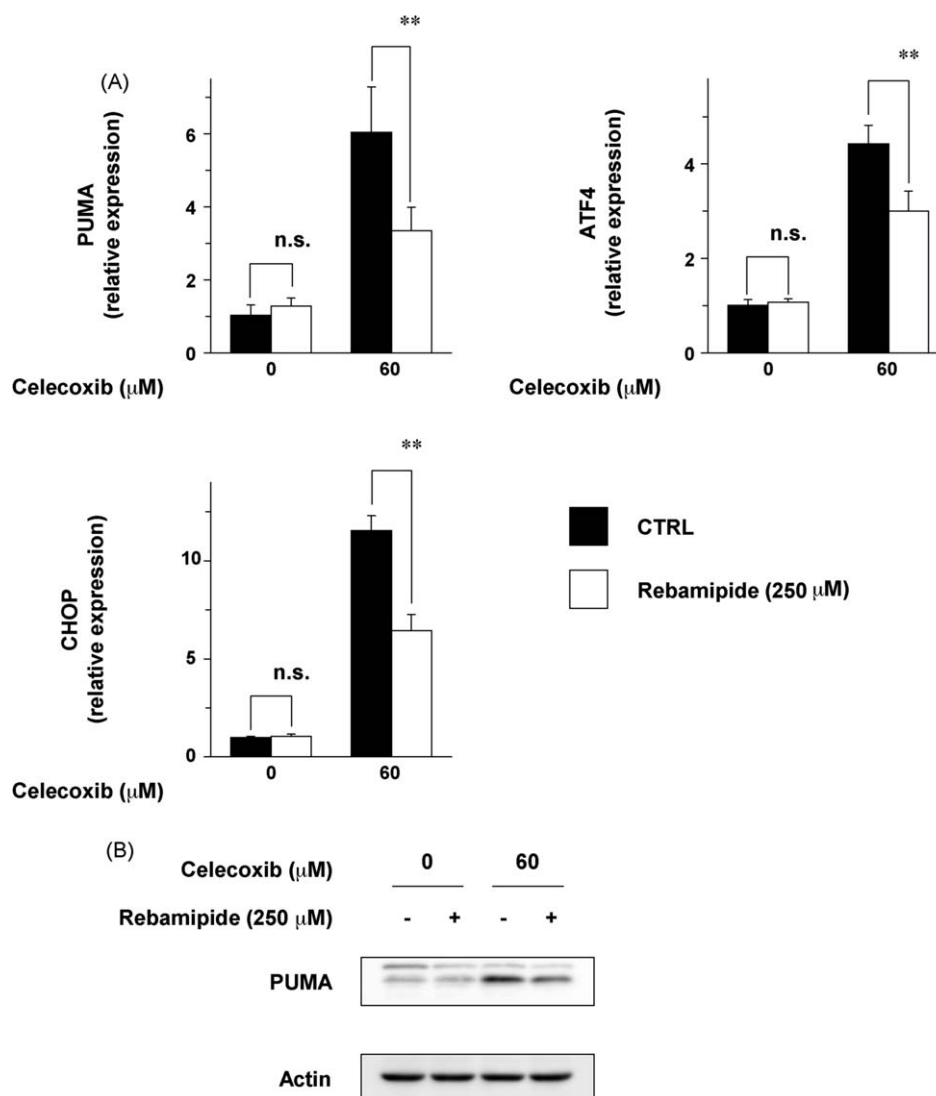 (A)
PUMA
(relative expression)
6
4
2
0
n.s.
**
0
60
Celecoxib (μM)
ATF4
(relative expression)
4
2
0
n.s.
**
0
60
Celecoxib (μM)
CHOP
(relative expression)
10
5
0
n.s.
**
0
60
Celecoxib (μM)
CTRL
Rebamipide (250 μM)
(B)
Celecoxib (μM) 0 60
Rebamipide (250 μM) - + - +
PUMA
Actin